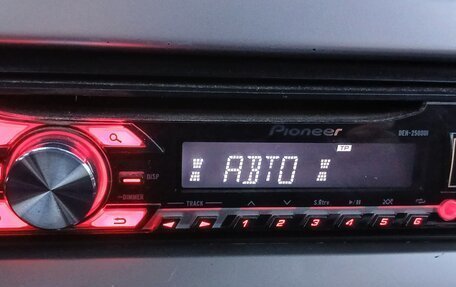 Pioneer DEH-2500UI
TP
АВТО
DISP
DIMMER
TRACK S.Rtrv
1 2 3 4 5 6